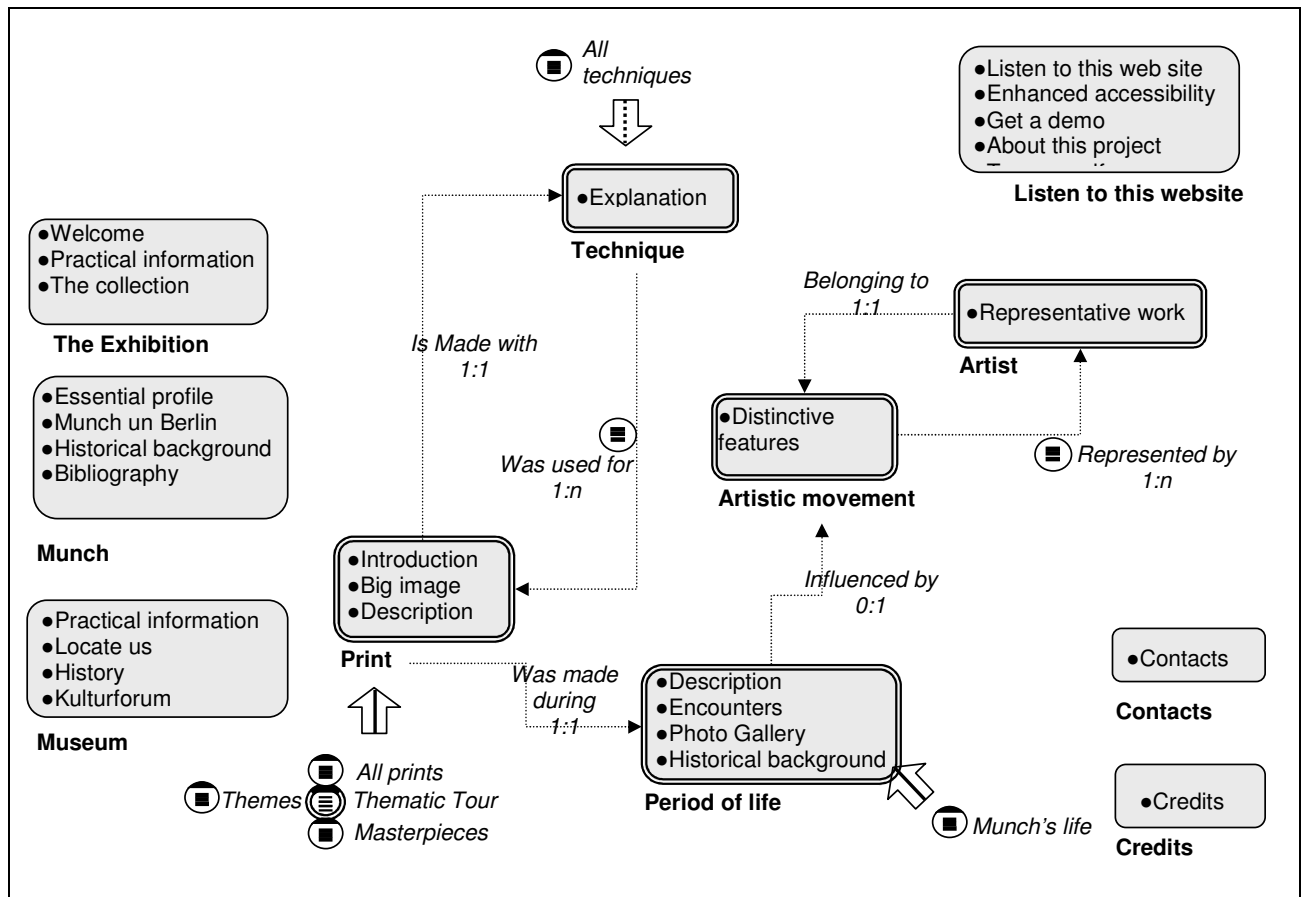 All
techniques
●Listen to this web site
●Enhanced accessibility
●Get a demo
●About this project
Listen to this website
●Explanation
Technique
●Welcome
●Practical information
●The collection
The Exhibition
Belonging to
1:1
●Representative work
Artist
Is Made with
1:1
●Essential profile
●Munch un Berlin
●Historical background
●Bibliography
Munch
●Distinctive
features
Artistic movement
Was used for
1:n
Represented by
1:n
●Introduction
●Big image
●Description
Print
Influenced by
0:1
●Practical information
●Locate us
●History
●Kulturforum
Museum
Was made
during
1:1
●Description
●Encounters
●Photo Gallery
●Historical background
Period of life
●Contacts
Contacts
All prints
Themes
Thematic Tour
Masterpieces
Munch's life
●Credits
Credits